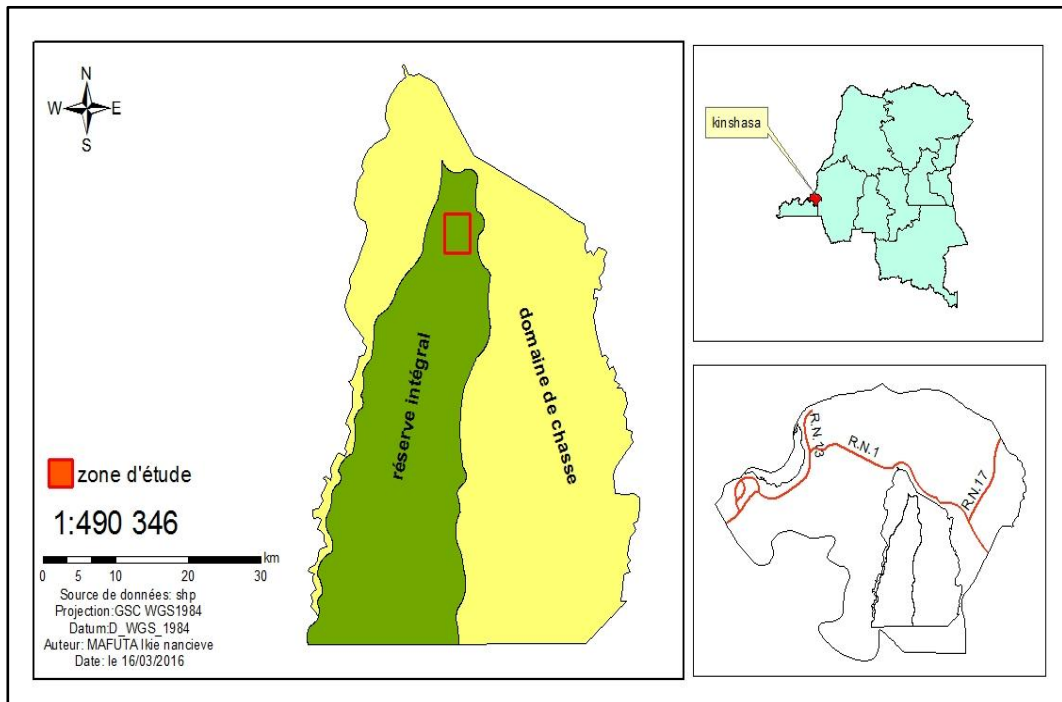 N
W E
S
réserve intégral
domaine de chasse
zone d'étude
1:490 346
km
0 5 10 20 30
Source de données: shp
Projection:GSC WGS1984
Datum:D_WGS_1984
Auteur: MAFUTA Ikie nancieve
Date: le 16/03/2016
kinshasa
R.N.13
R.N.1
R.N.17